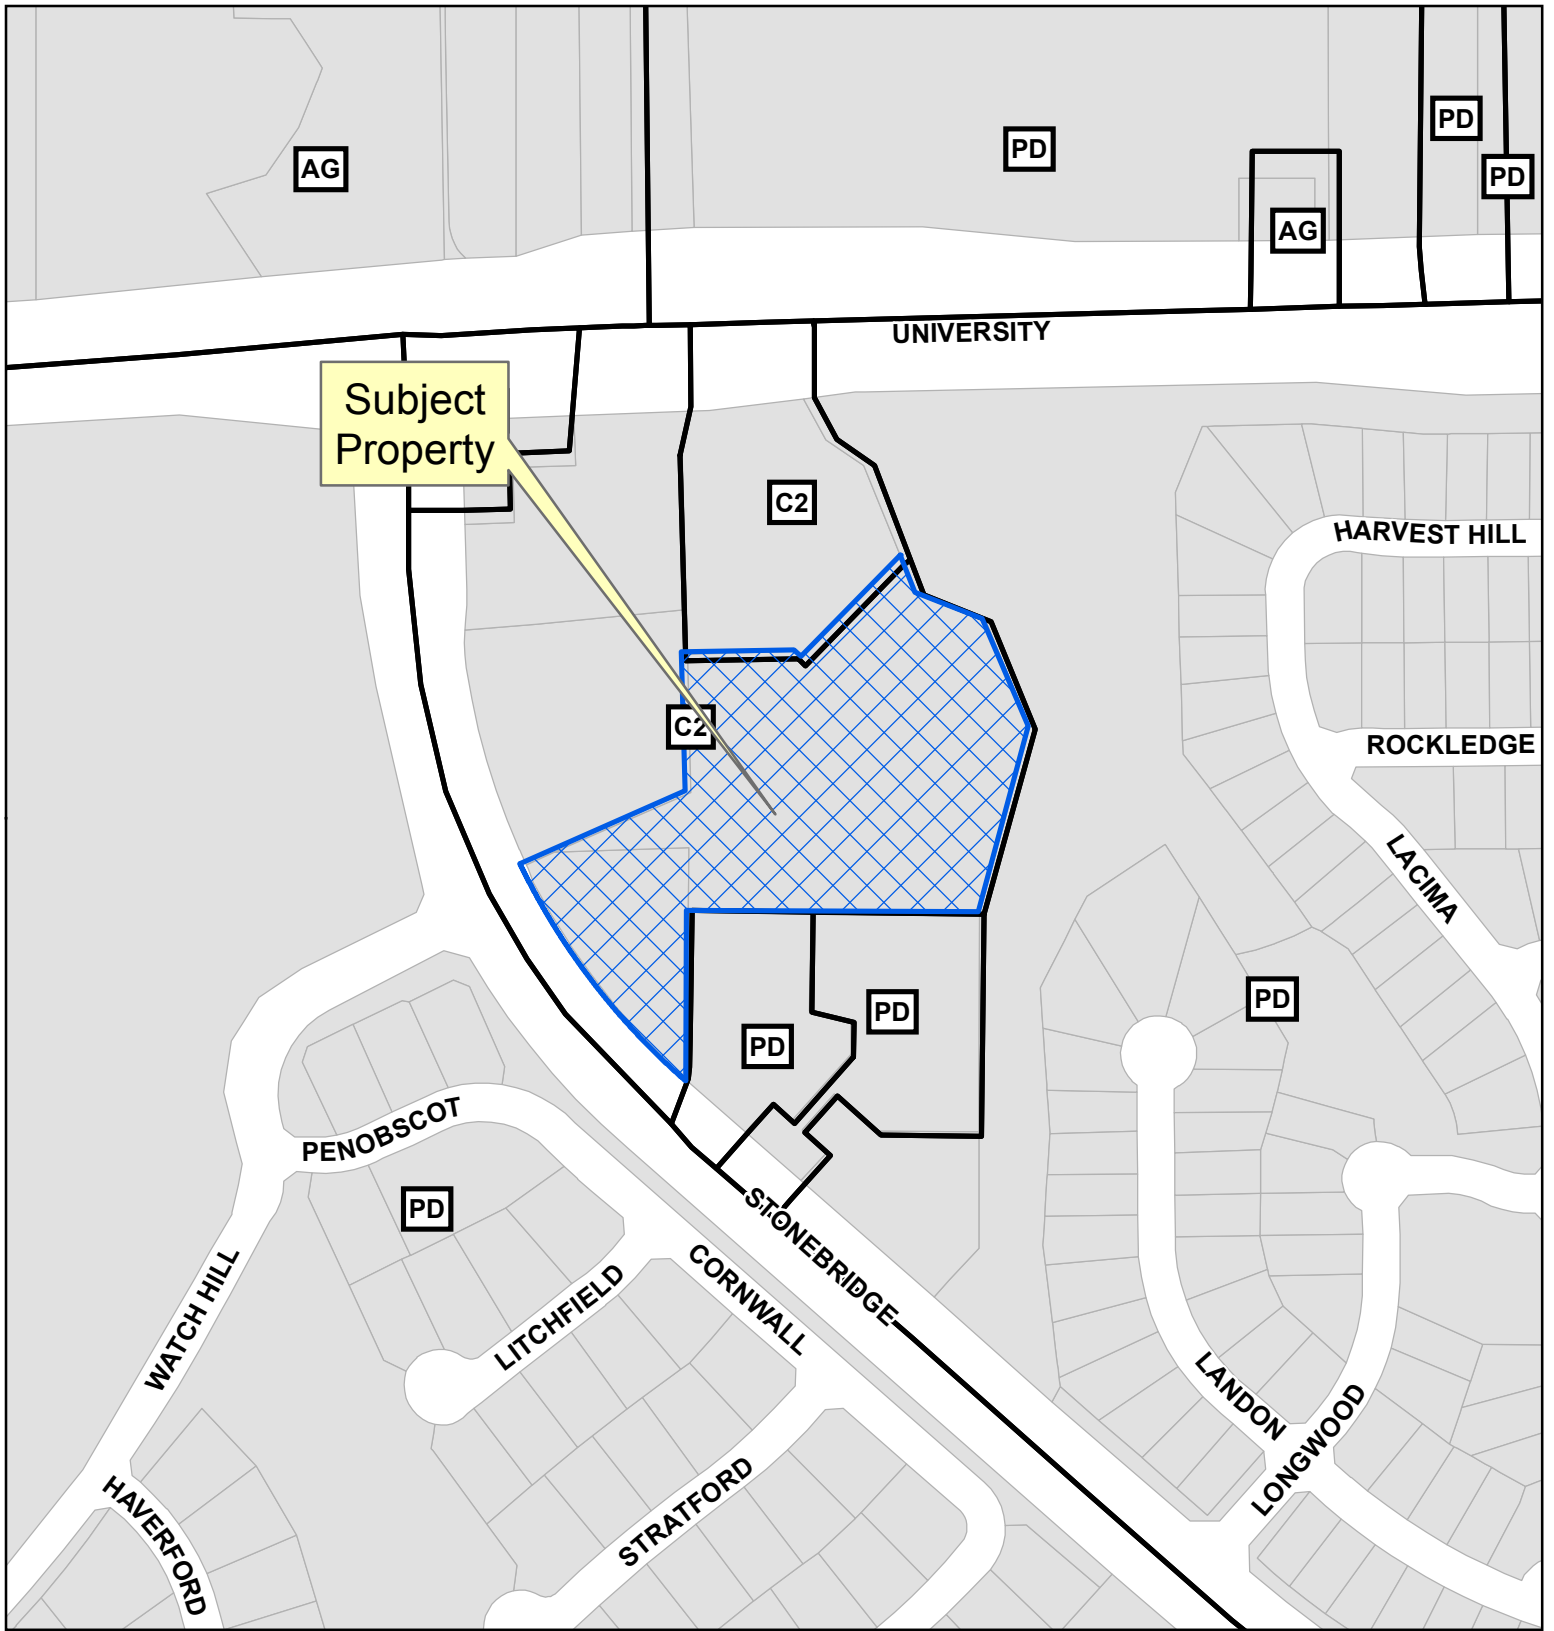 PD
PD
AG
PD
PD
AG
UNIVERSITY
Subject
Property
C2
HARVEST HILL
C2
ROCKLEDGE
LACIMA
PD
PD
PD
PENOBSCOT
PD
STONEBRIDGE
CORNWALL
WATCH HILL
LITCHFIELD
LANDON
LONGWOOD
STRATFORD
HAVERFORD